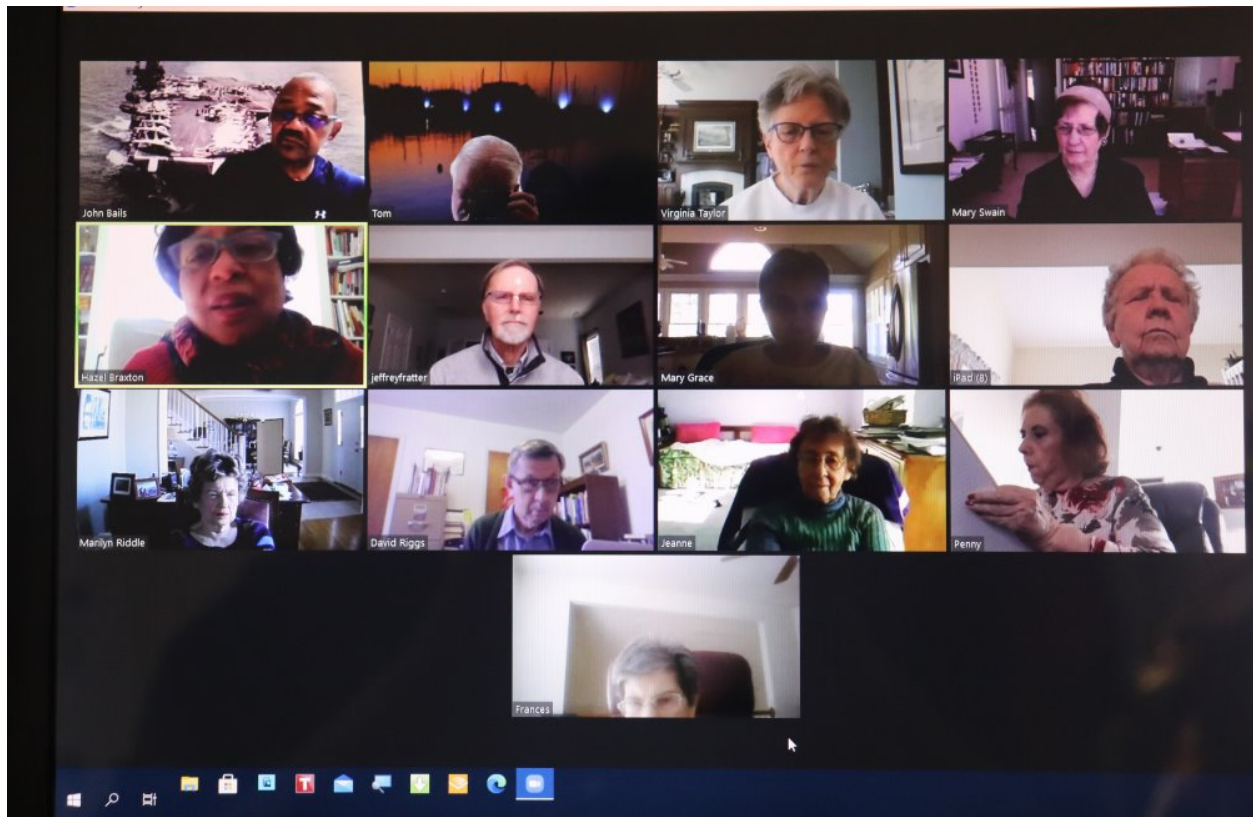 John Bails
Tom
Virginia Taylor
Mary Swain
Hazel Braxton
jeffreyfratter
Mary Grace
iPad (8)
Marilyn Riddle
David Riggs
Jeanne
Penny
Frances
T